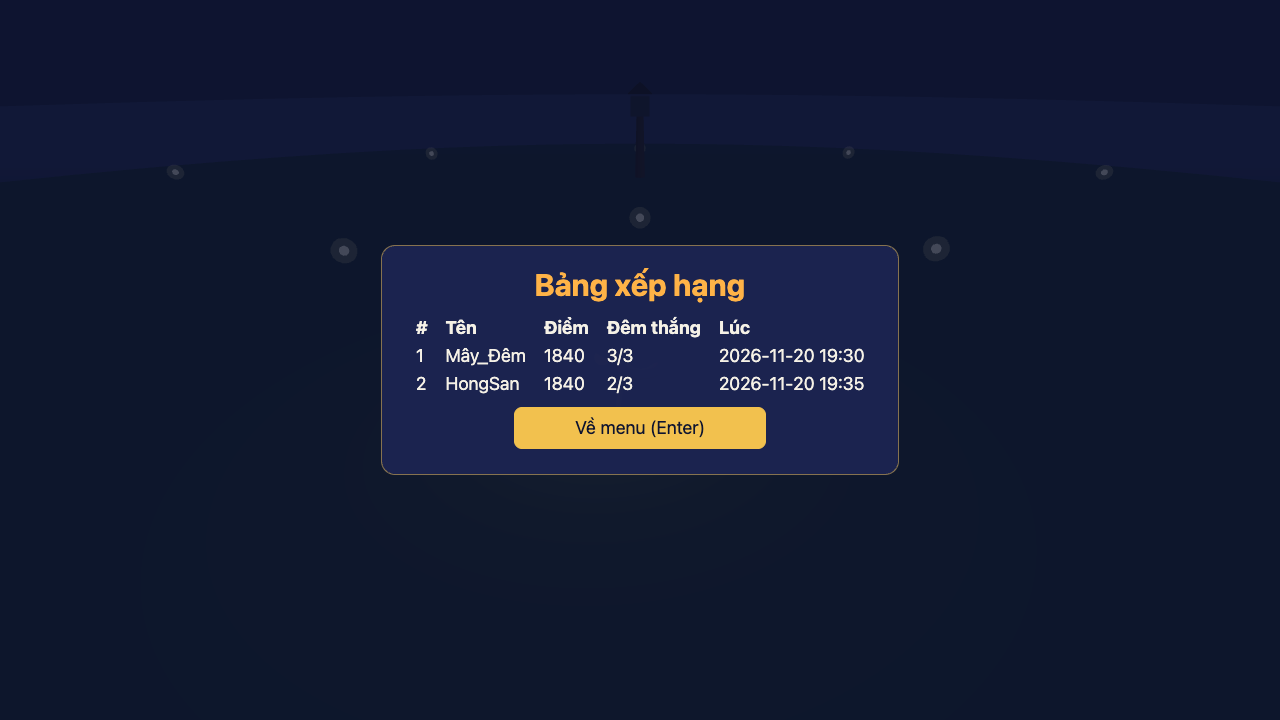 Bảng xếp hạng
# Tên Điểm Đêm thắng Lúc
1 Mây_Đêm 1840 3/3 2026-11-20 19:30
2 HongSan 1840 2/3 2026-11-20 19:35
Về menu (Enter)